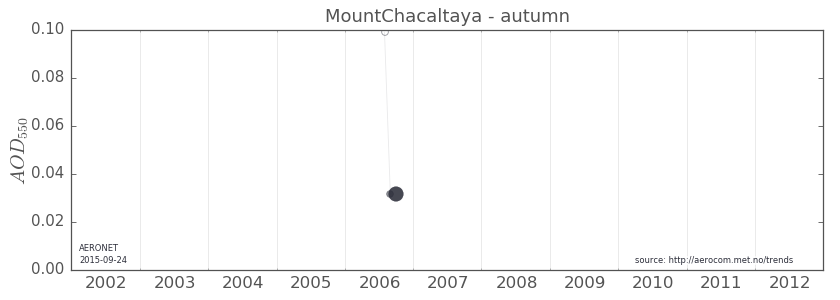 MountChacaltaya - autumn
0.10
0.08
0.06
0.04
0.02
0.00
AOD550
AERONET
2015-09-24
source: http://aerocom.met.no/trends
2002 2003 2004 2005 2006 2007 2008 2009 2010 2011 2012